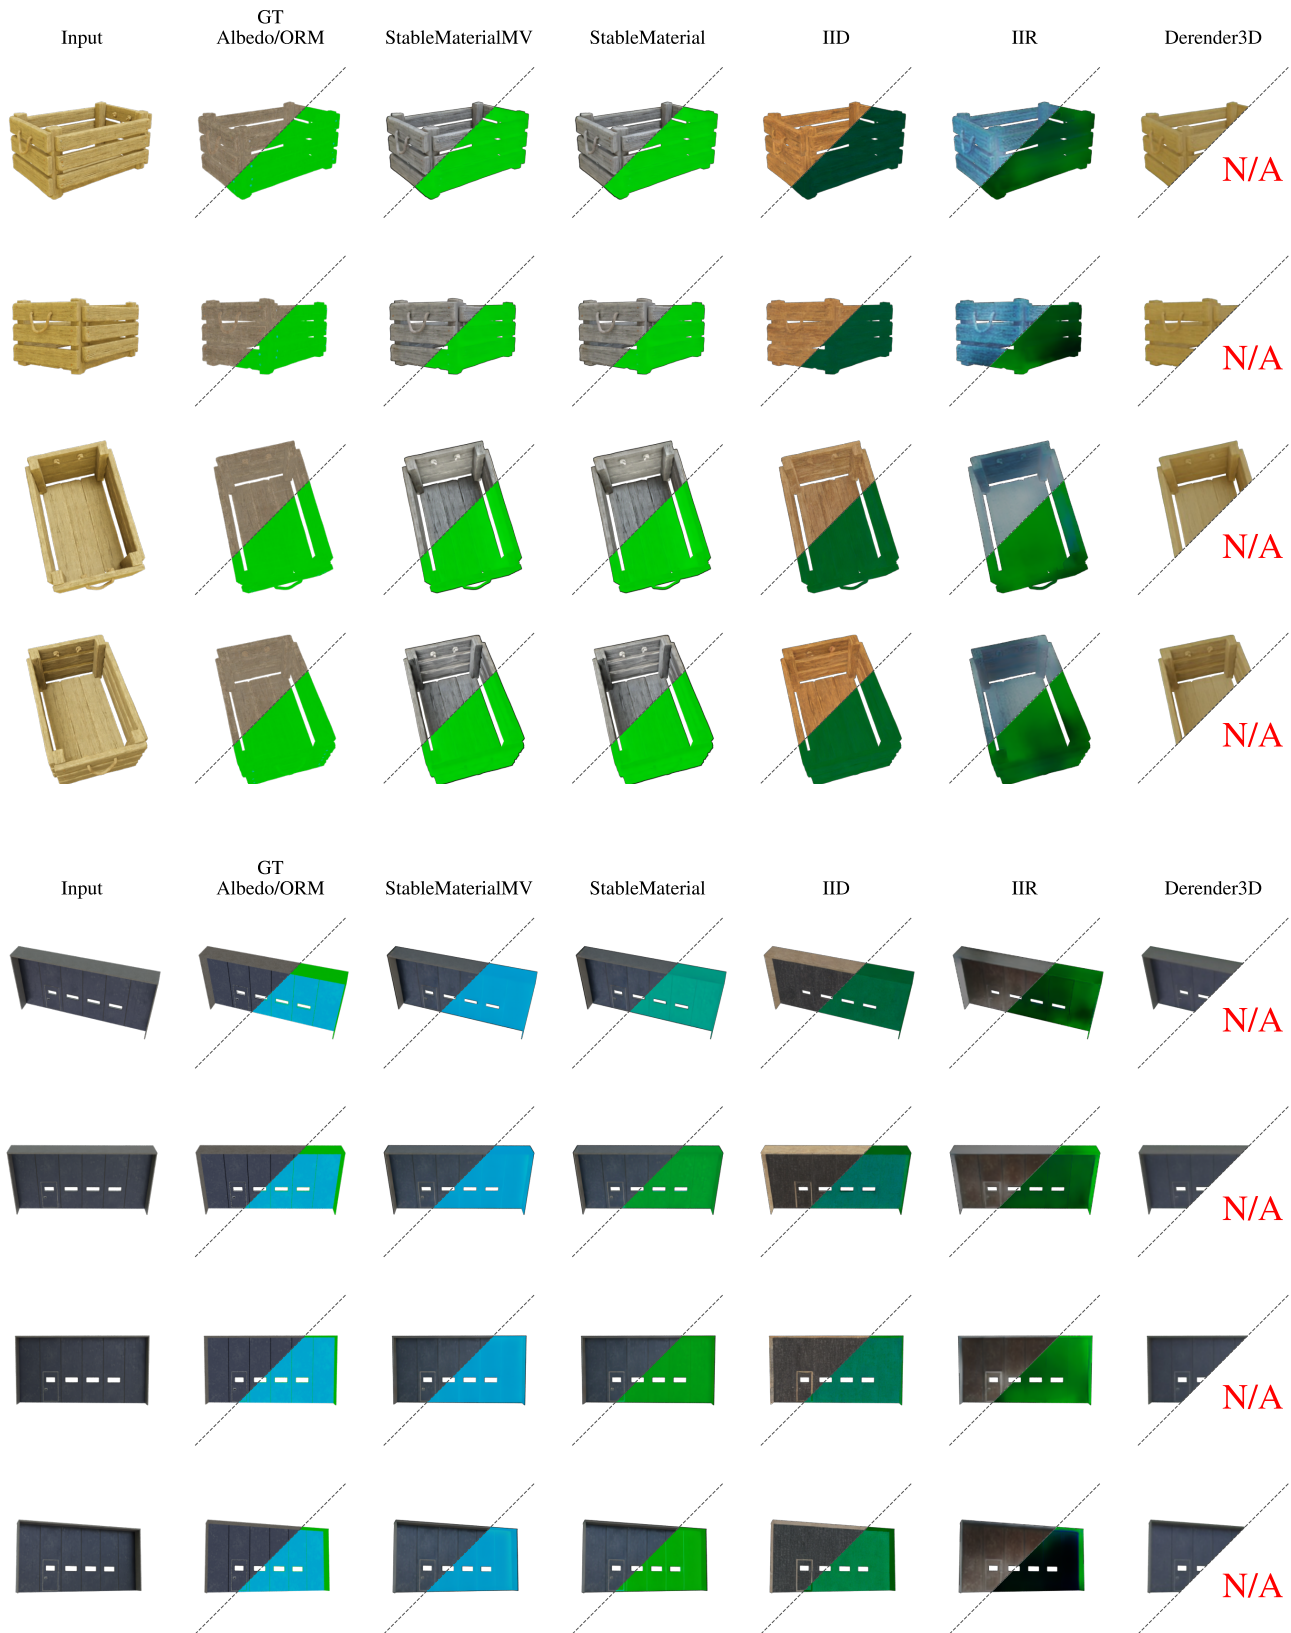 GT
Input Albedo/ORM StableMaterialMV StableMaterial IID IIR Derender3D
N/A
N/A
N/A
N/A
GT
Input Albedo/ORM StableMaterialMV StableMaterial IID IIR Derender3D
N/A
N/A
N/A
N/A